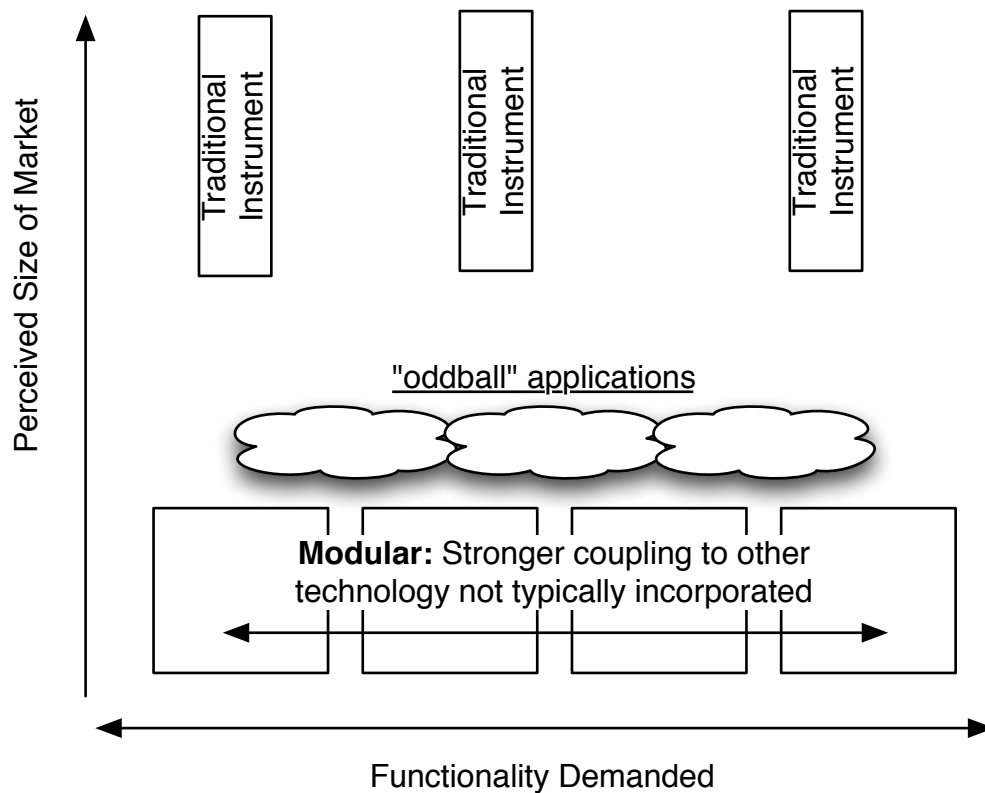 Perceived Size of Market
Traditional
Instrument
Traditional
Instrument
Traditional
Instrument
"oddball" applications
Modular: Stronger coupling to other
technology not typically incorporated
Functionality Demanded